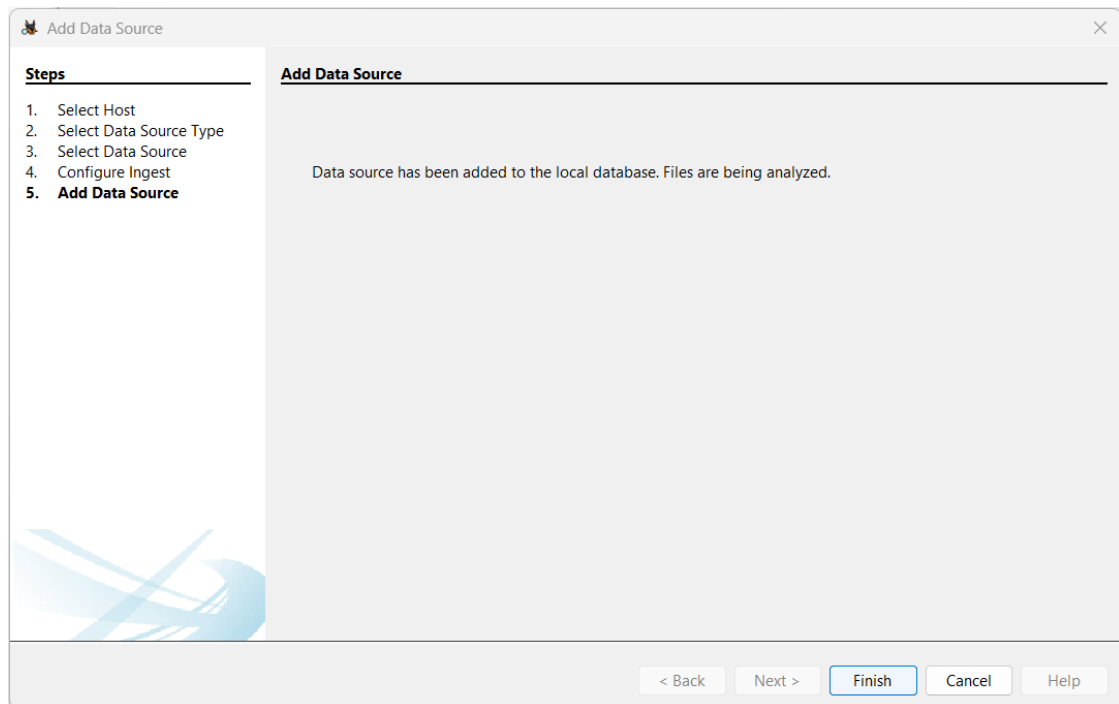 Add Data Source
Steps
1. Select Host
2. Select Data Source Type
3. Select Data Source
4. Configure Ingest
5. Add Data Source
Add Data Source
Data source has been added to the local database. Files are being analyzed.
< Back
Next >
Finish
Cancel
Help